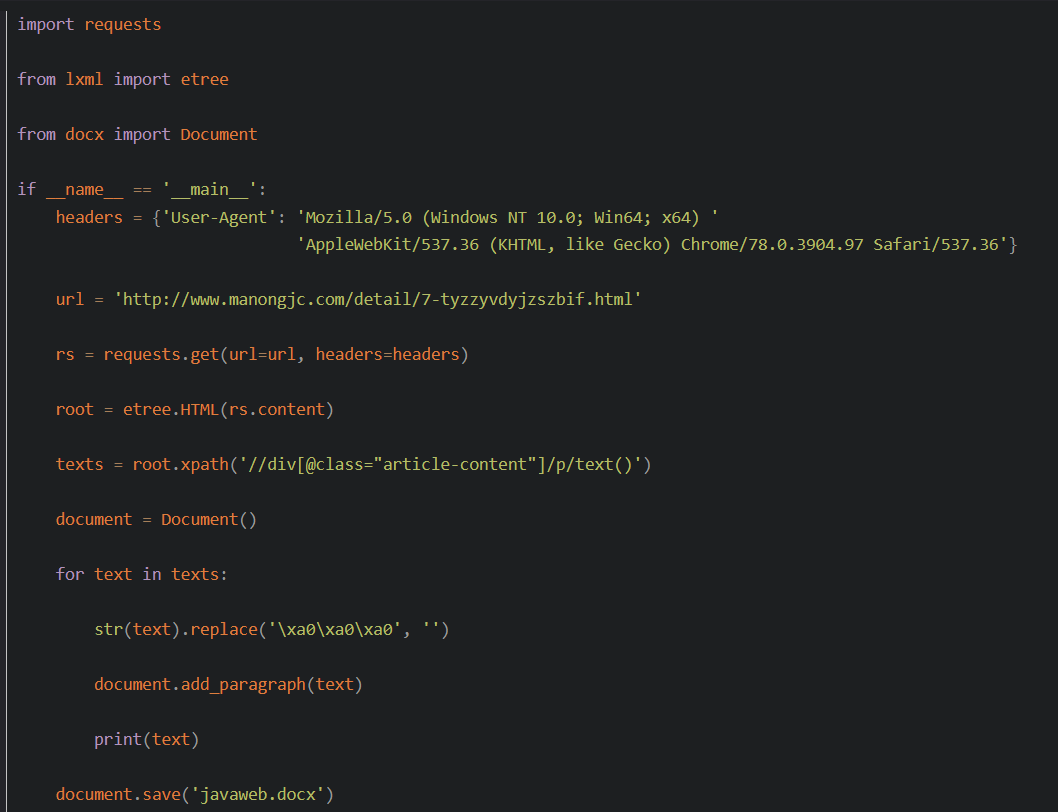 import requests
from lxml import etree
from docx import Document
if __name__ == '__main__':
    headers = {'User-Agent': 'Mozilla/5.0 (Windows NT 10.0; Win64; x64) '
                             'AppleWebKit/537.36 (KHTML, like Gecko) Chrome/78.0.3904.97 Safari/537.36'}
    url = 'http://www.manongjc.com/detail/7-tyzzyvdyjzszbif.html'
    rs = requests.get(url=url, headers=headers)
    root = etree.HTML(rs.content)
    texts = root.xpath('//div[@class="article-content"]/p/text()')
    document = Document()
    for text in texts:
        str(text).replace('\xa0\xa0\xa0', '')
        document.add_paragraph(text)
        print(text)
    document.save('javaweb.docx')